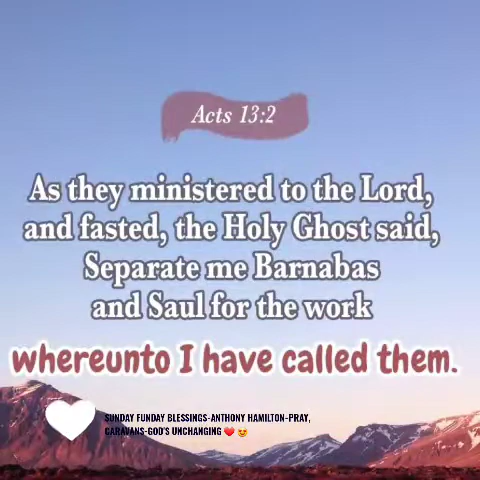 Acts 13:2
As they ministered to the Lord,
and fasted, the Holy Ghost said,
Separate me Barnabas
and Saul for the work
whereunto I have called them.
SUNDAY FUNDAY BLESSINGS-ANTHONY HAMILTON-PRAY,
CARAVANS-GOD'S UNCHANGING ❤️ 😍